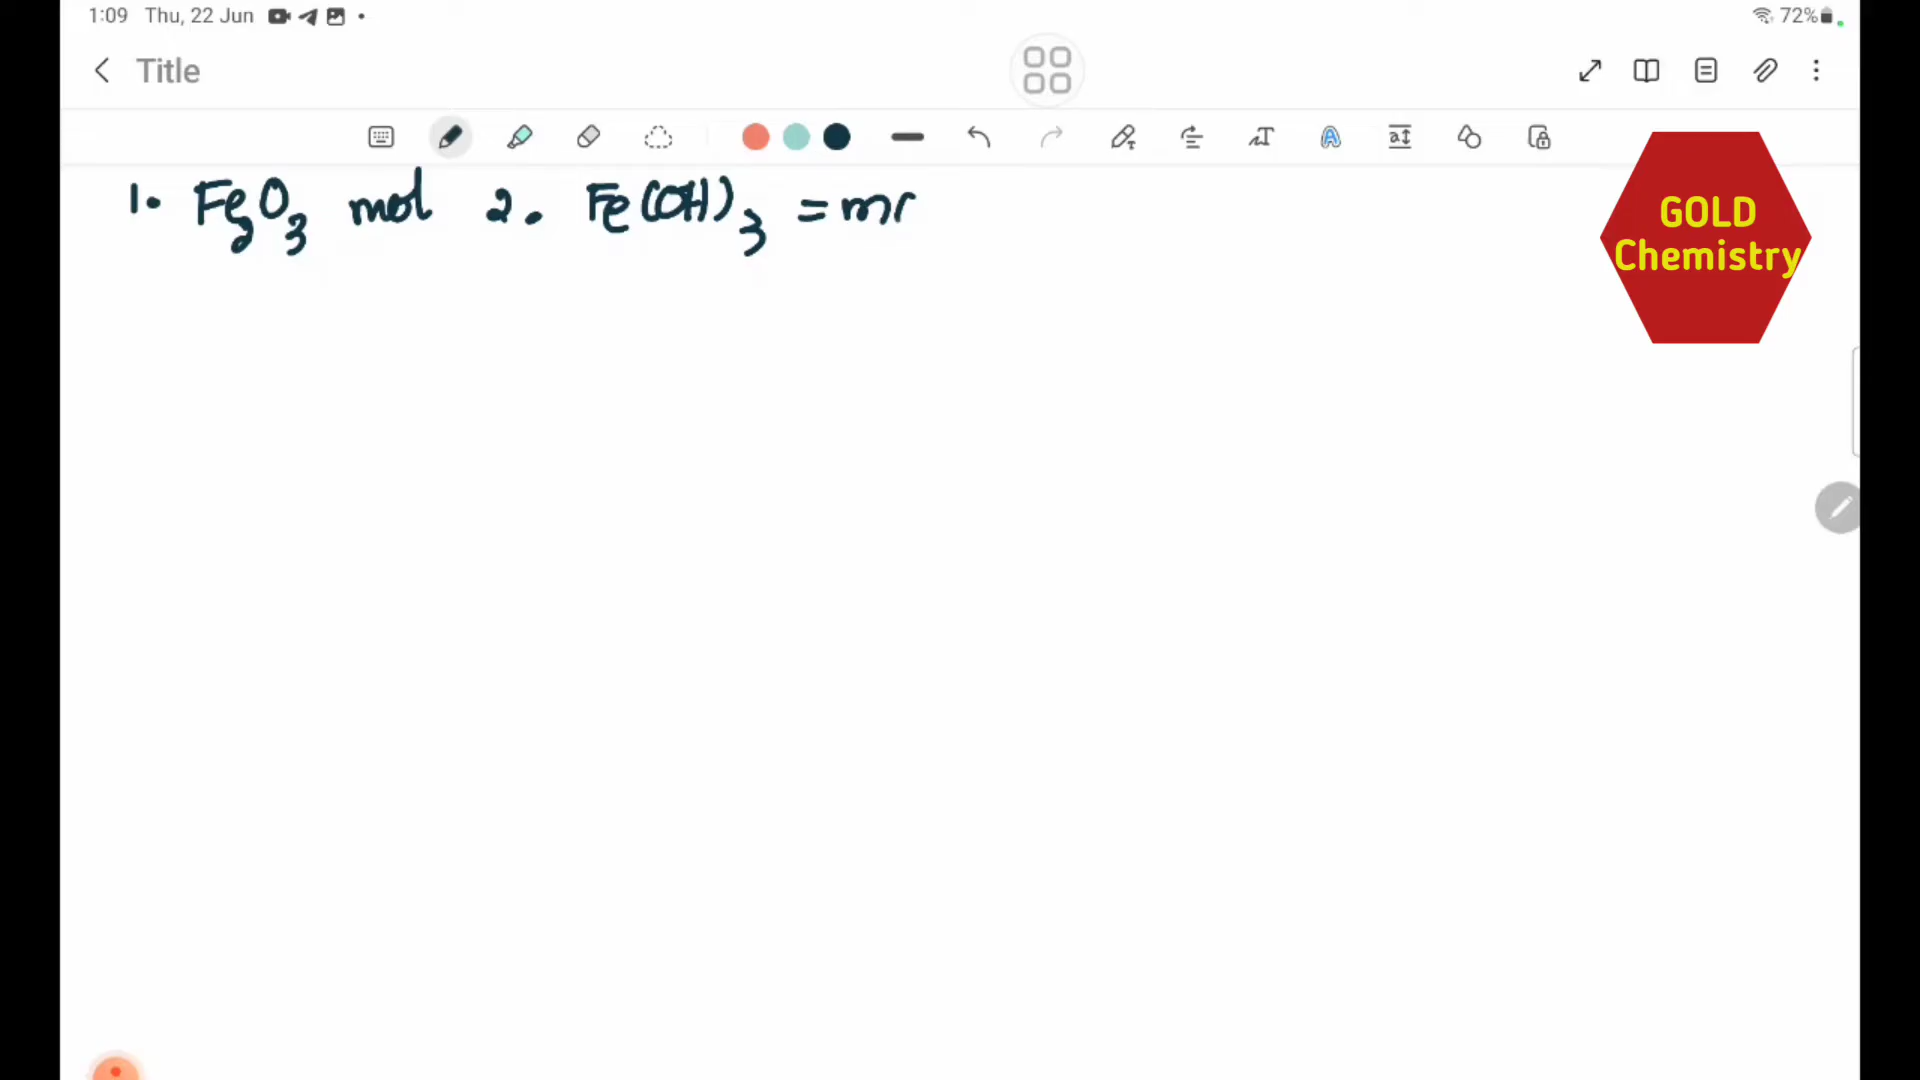 1:09 Thu, 22 Jun 72%
Title
1. Fe₂O₃ mol 2. Fe(OH)₃ = mr
GOLD
Chemistry